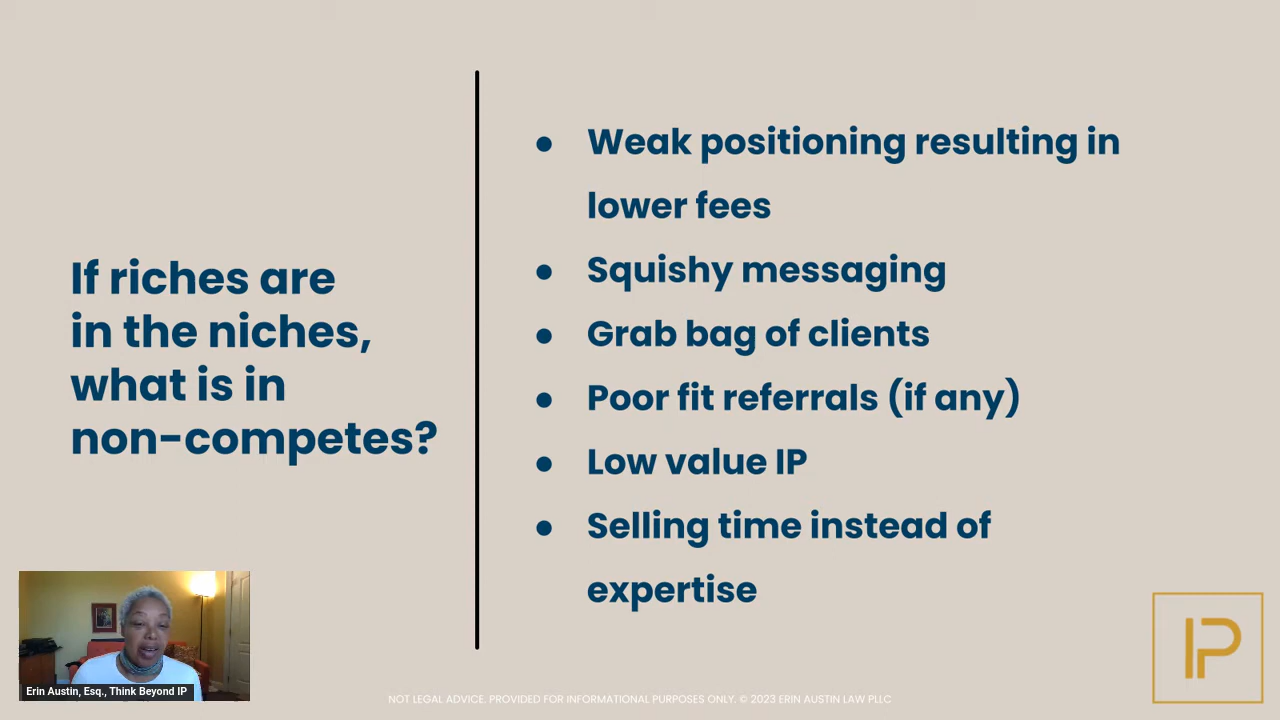 If riches are
in the niches,
what is in
non-competes?
● Weak positioning resulting in
lower fees
● Squishy messaging
● Grab bag of clients
● Poor fit referrals (if any)
● Low value IP
● Selling time instead of
expertise
Erin Austin, Esq., Think Beyond IP
NOT LEGAL ADVICE. PROVIDED FOR INFORMATIONAL PURPOSES ONLY. © 2023 ERIN AUSTIN LAW PLLC
IP